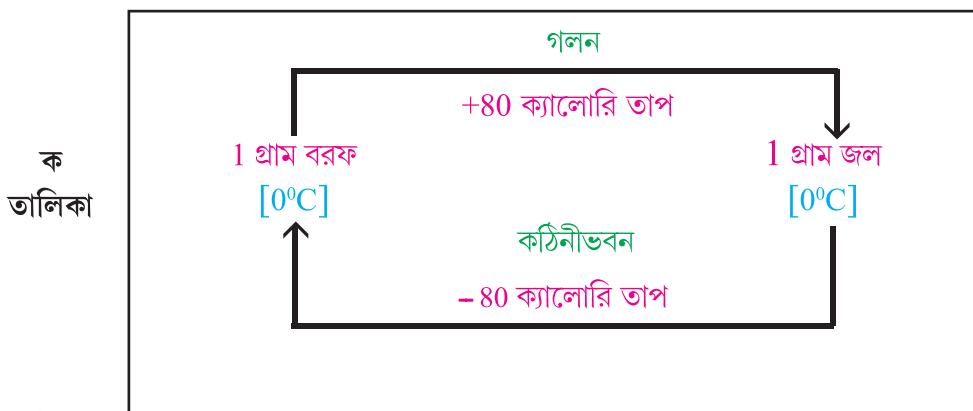 ক
তালিকা
গলন
+80 ক্যালোরি তাপ
1 গ্রাম বরফ
1 গ্রাম জল
[0⁰C]
[0⁰C]
কঠিনীভবন
– 80 ক্যালোরি তাপ